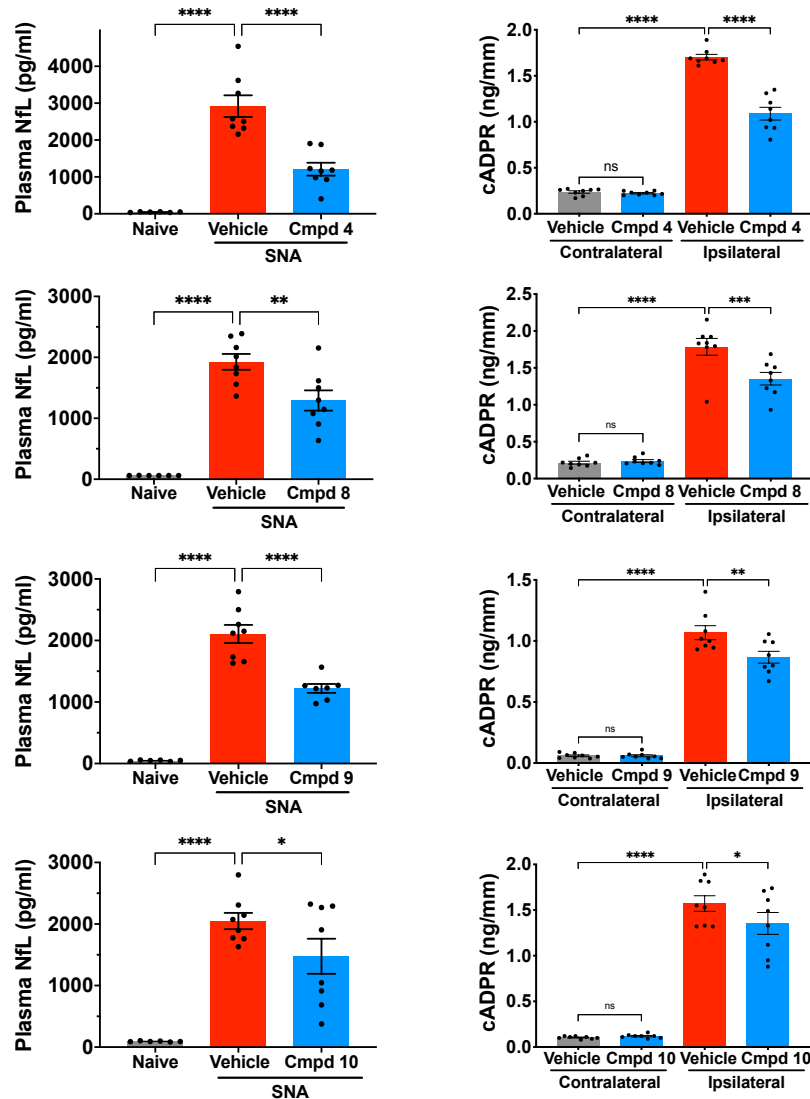 **** ****
Plasma NfL (pg/ml)
4000
3000
2000
1000
0
Naive Vehicle Cmpd 4
SNA
**** ****
ns
cADPR (ng/mm)
2.0
1.5
1.0
0.5
0.0
Vehicle Cmpd 4 Vehicle Cmpd 4
Contralateral Ipsilateral
**** **
Plasma NfL (pg/ml)
3000
2000
1000
0
Naive Vehicle Cmpd 8
SNA
**** ***
ns
cADPR (ng/mm)
2.5
2.0
1.5
1.0
0.5
0.0
Vehicle Cmpd 8 Vehicle Cmpd 8
Contralateral Ipsilateral
**** ****
Plasma NfL (pg/ml)
3000
2000
1000
0
Naive Vehicle Cmpd 9
SNA
**** **
ns
cADPR (ng/mm)
1.5
1.0
0.5
0.0
Vehicle Cmpd 9 Vehicle Cmpd 9
Contralateral Ipsilateral
**** *
Plasma NfL (pg/ml)
3000
2000
1000
0
Naive Vehicle Cmpd 10
SNA
**** *
ns
cADPR (ng/mm)
2.0
1.5
1.0
0.5
0.0
Vehicle Cmpd 10 Vehicle Cmpd 10
Contralateral Ipsilateral